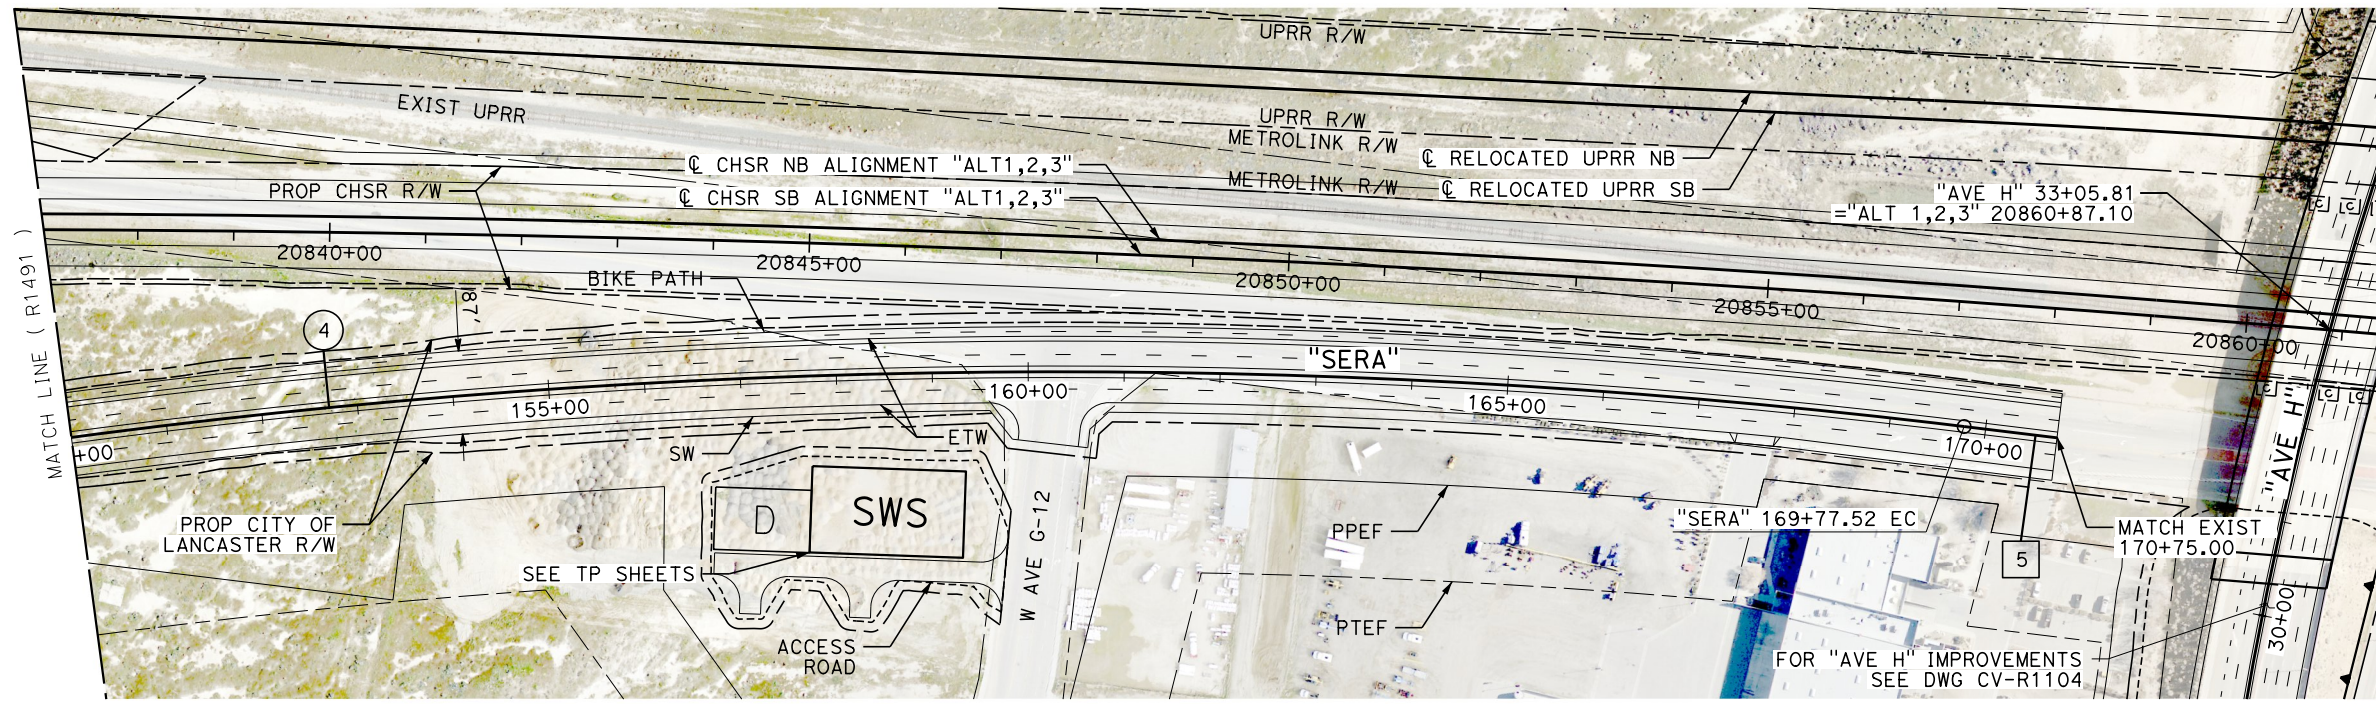 UPRR R/W
EXIST UPRR
UPRR R/W
METROLINK R/W
℄ CHSR NB ALIGNMENT "ALT1,2,3"
℄ RELOCATED UPRR NB
PROP CHSR R/W
℄ CHSR SB ALIGNMENT "ALT1,2,3"
METROLINK R/W
℄ RELOCATED UPRR SB
"AVE H" 33+05.81
="ALT 1,2,3" 20860+87.10
20840+00
20845+00
20850+00
20855+00
20860+00
BIKE PATH
87'
4
MATCH LINE ( R1491 )
"SERA"
155+00
160+00
165+00
170+00
+00
ETW
SW
"AVE H"
D
SWS
PROP CITY OF
LANCASTER R/W
SEE TP SHEETS
W AVE G-12
PPEF
"SERA" 169+77.52 EC
MATCH EXIST
170+75.00
5
PTEF
ACCESS
ROAD
30+00
FOR "AVE H" IMPROVEMENTS
SEE DWG CV-R1104
C
C
C
C
C